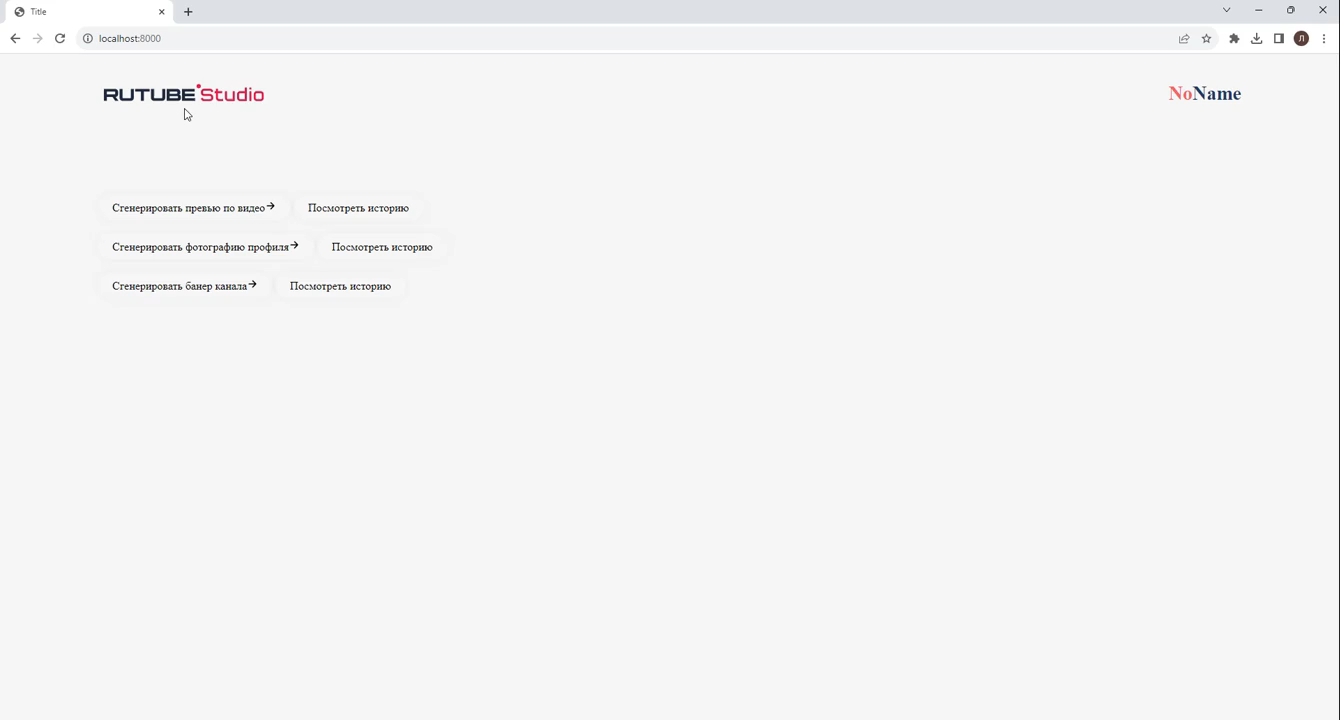 Title
localhost:8000
Л
RUTUBE Studio
NoName
Сгенерировать превью по видео→ Посмотреть историю
Сгенерировать фотографию профиля→ Посмотреть историю
Сгенерировать банер канала→ Посмотреть историю